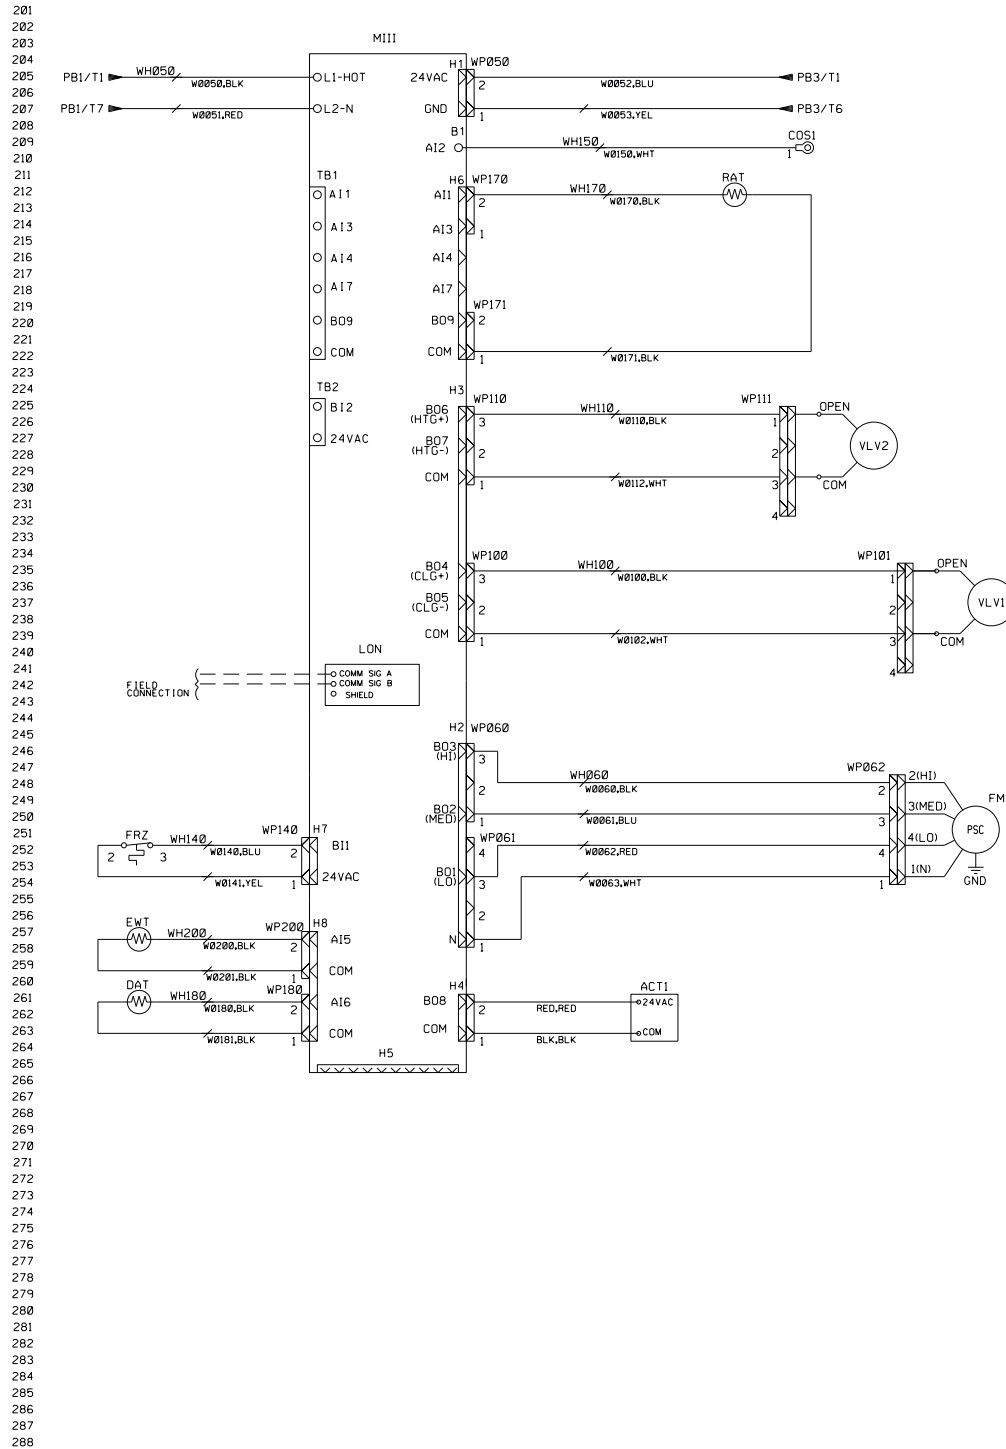 201
202
203
MIII
204
H1 WP050
205 PB1/T1 WH050 W0050,BLK L1-HOT 24VAC 2 W0052,BLU PB3/T1
206
207 PB1/T7 W0051,RED L2-N GND 1 W0053,YEL PB3/T6
208
B1
209 AI2 WH150 W0150,WHT 1 COS1
210
211
TB1 H6 WP170
212 AI1 AI1 2 WH170 W0170,BLK RAT
213
214 AI3 AI3 1
215
216 AI4 AI4
217
218 AI7 AI7
219
WP171
220 BO9 BO9 2
221
222 COM COM 1 W0171,BLK
223
224
TB2 H3 WP110 WP111
225 BI2 BO6 (HTG+) 3 WH110 W0110,BLK 1 OPEN
226
227 24VAC BO7 (HTG-) 2 2 VLV2
228
229 COM 1 W0112,WHT 3 COM
230
231
4
232
233
234
WP100 WP101
235 BO4 (CLG+) 3 WH100 W0100,BLK 1 OPEN
236
237 BO5 (CLG-) 2 2 VLV1
238
239 COM 1 W0102,WHT 3 COM
240
LON
241 COMM SIG A 4
242 FIELD CONNECTION COMM SIG B
SHIELD
243
244
245
H2 WP060
246 BO3 (HI) 3
247
WP062
248 2 WH060 W0060,BLK 2 2(HI)
249
FM
250 BO2 (MED) 1 W0061,BLU 3 3(MED) PSC
251
FRZ WP140 H7 WP061
252 2 3 WH140 W0140,BLU 2 BI1 4 W0062,RED 4 4(LO)
253
254 W0141,YEL 1 24VAC BO1 (LO) 3 W0063,WHT 1 1(N) GND
255
256 2
EWT WP200 H8
257 WH200 W0200,BLK 2 AI5 N 1
258
259 W0201,BLK 1 COM
260
DAT WP180 H4 ACT1
261 WH180 W0180,BLK 2 AI6 BO8 2 RED,RED 24VAC
262
263 W0181,BLK 1 COM COM 1 BLK,BLK COM
264
H5
265
266
267
268
269
270
271
272
273
274
275
276
277
278
279
280
281
282
283
284
285
286
287
288